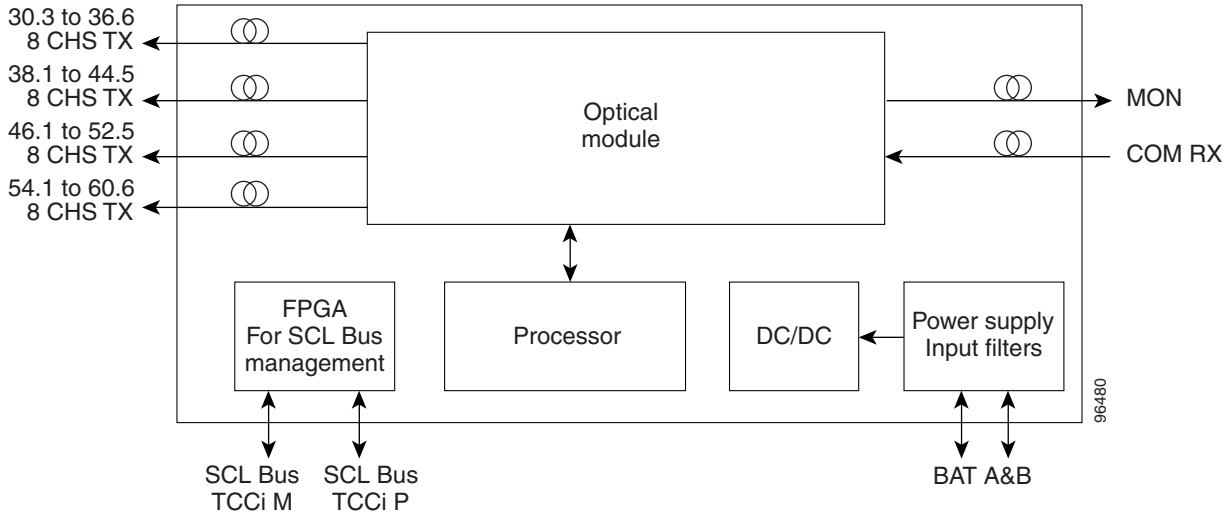 30.3 to 36.6
8 CHS TX
38.1 to 44.5
8 CHS TX
46.1 to 52.5
8 CHS TX
54.1 to 60.6
8 CHS TX
Optical
module
MON
COM RX
FPGA
For SCL Bus
management
Processor
DC/DC
Power supply
Input filters
96480
SCL Bus
TCCi M
SCL Bus
TCCi P
BAT A&B